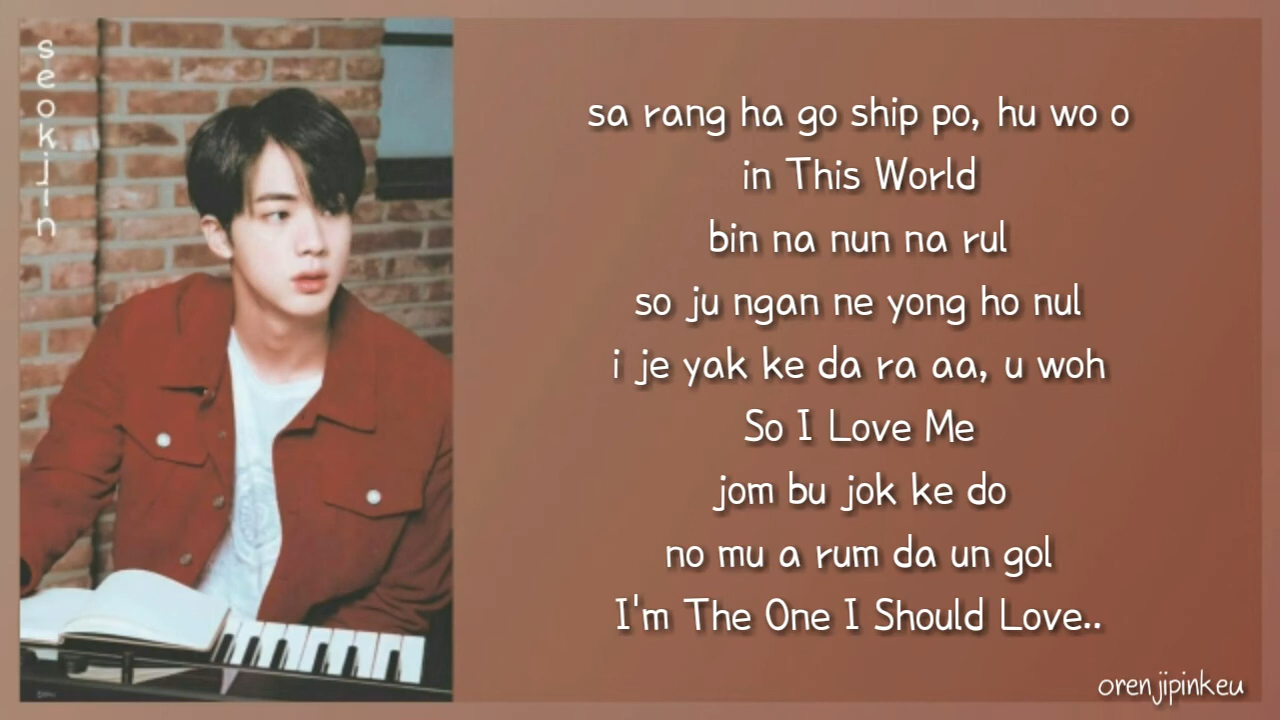 seokjin
sa rang ha go ship po, hu wo o
in This World
bin na nun na rul
so ju ngan ne yong ho nul
i je yak ke da ra aa, u woh
So I Love Me
jom bu jok ke do
no mu a rum da un gol
I'm The One I Should Love..
orenjipinkeu